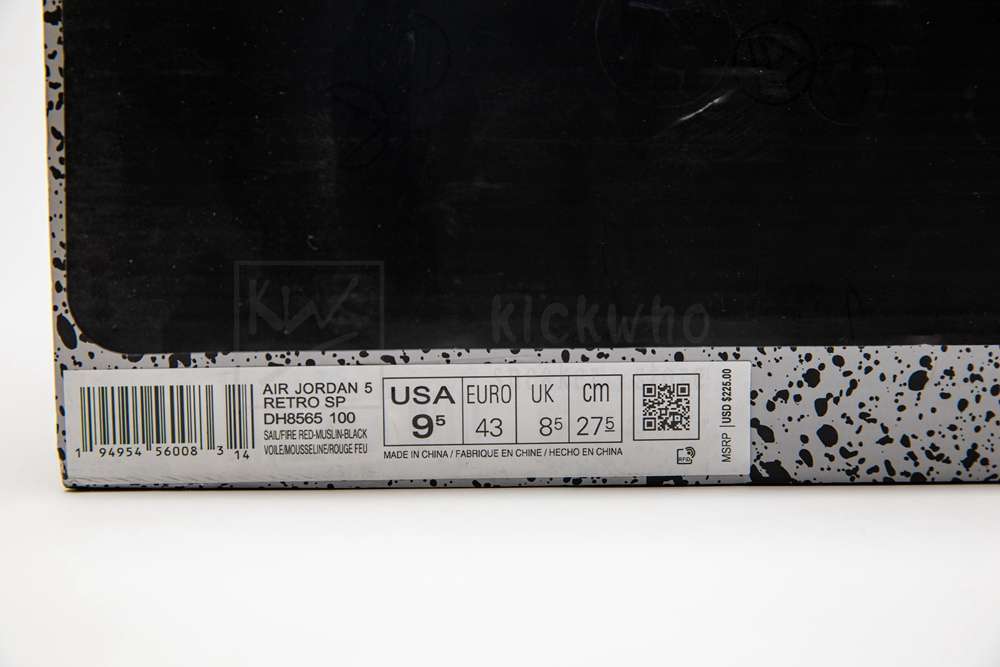 KW
kickwho
AIR JORDAN 5
RETRO SP
DH8565 100
SAIL/FIRE RED-MUSLIN-BLACK
VOILE/MOUSSELINE/ROUGE FEU
1 94954 56008 3 14
USA EURO UK cm
9⁵ 43 8⁵ 27⁵
MADE IN CHINA / FABRIQUE EN CHINE / HECHO EN CHINA
RFID
MSRP USD $225.00